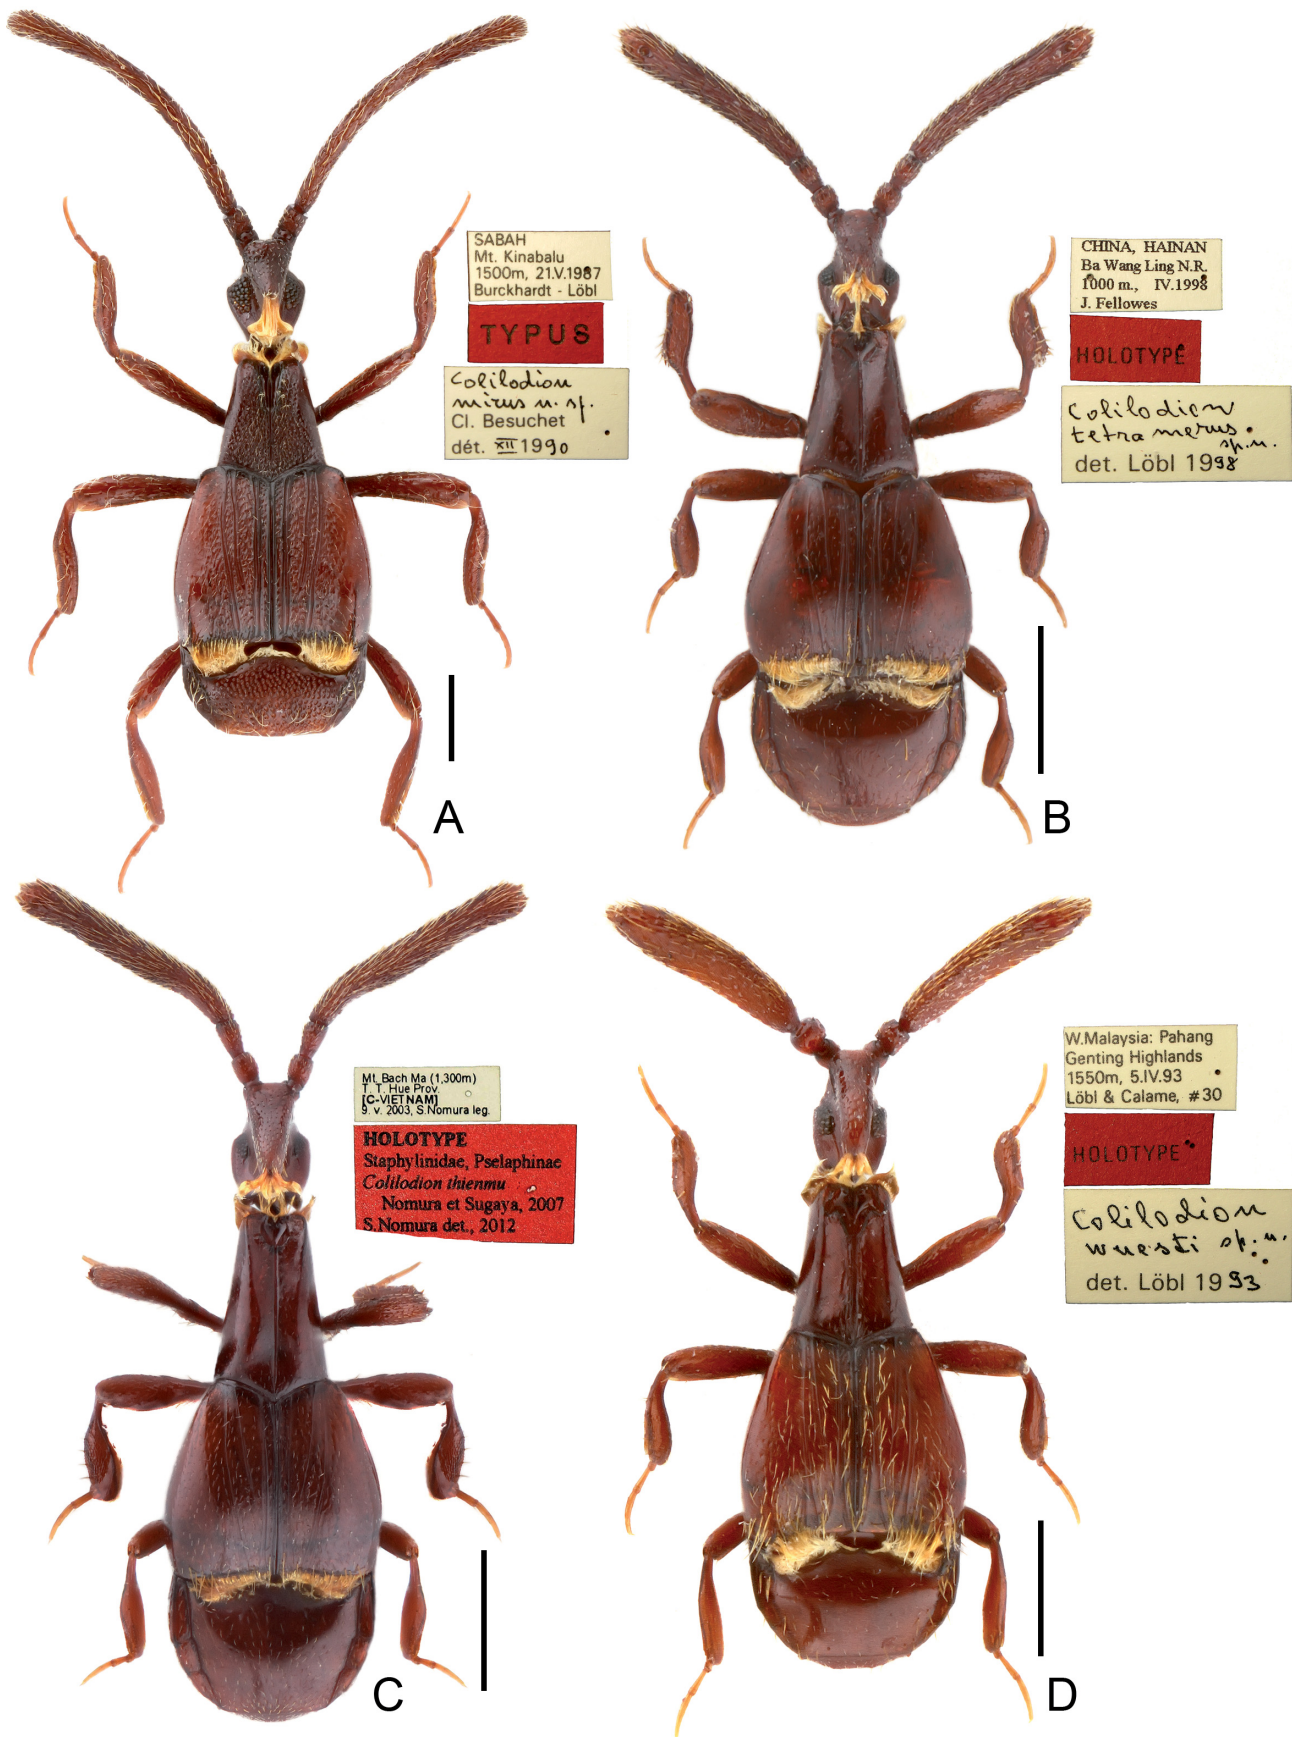 SABAH
Mt. Kinabalu
1500m, 21.V.1987
Burckhardt - Löbl
TYPUS
Colilodion
mirus n. sp.
Cl. Besuchet
dét. XII 1990
A
CHINA, HAINAN
Ba Wang Ling N.R.
1000 m., IV.1998
J. Fellowes
HOLOTYPE
Colilodion
tetramerus
sp. n.
det. Löbl 1998
B
Mt. Bach Ma (1,300m)
T. T. Hue Prov.
[C-VIETNAM]
9. v. 2003, S.Nomura leg.
HOLOTYPE
Staphylinidae, Pselaphinae
Colilodion thienmu
Nomura et Sugaya, 2007
S.Nomura det., 2012
C
W.Malaysia: Pahang
Genting Highlands
1550m, 5.IV.93
Löbl & Calame, #30
HOLOTYPE
Colilodion
wuesti sp. n.
det. Löbl 1993
D